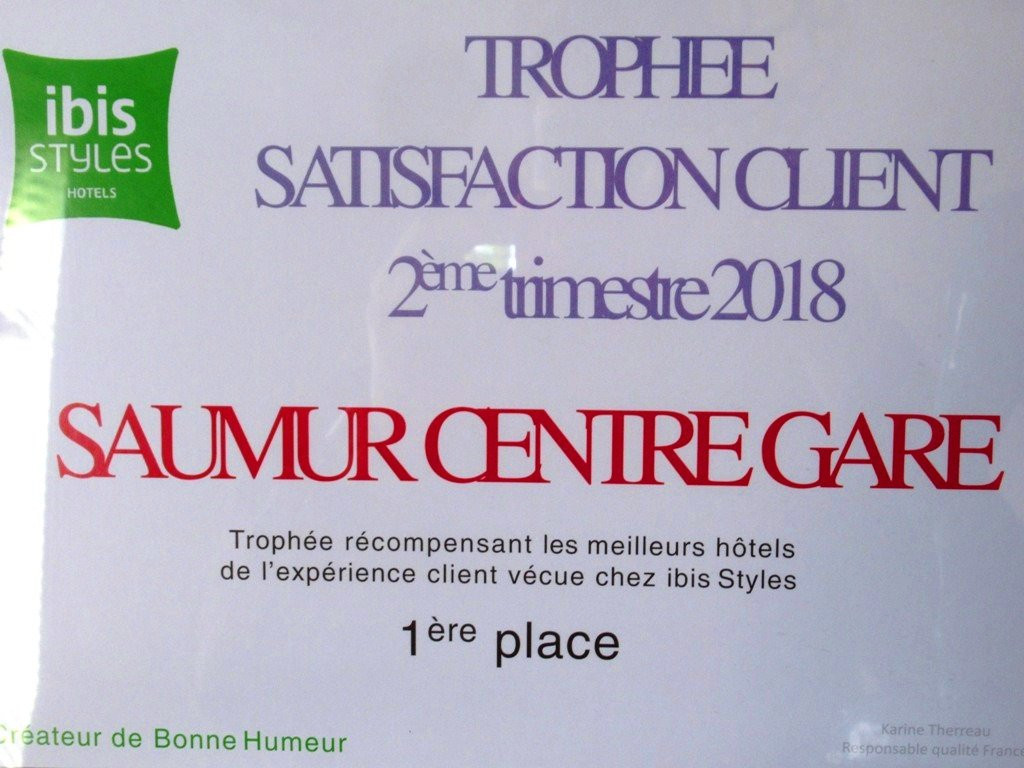 ibis
STYLES
HOTELS
TROPHEE
SATISFACTION CLIENT
2ème trimestre 2018
SAUMUR CENTRE GARE
Trophée récompensant les meilleurs hôtels
de l'expérience client vécue chez ibis Styles
1ère place
Créateur de Bonne Humeur
Karine Therreau
Responsable qualité France